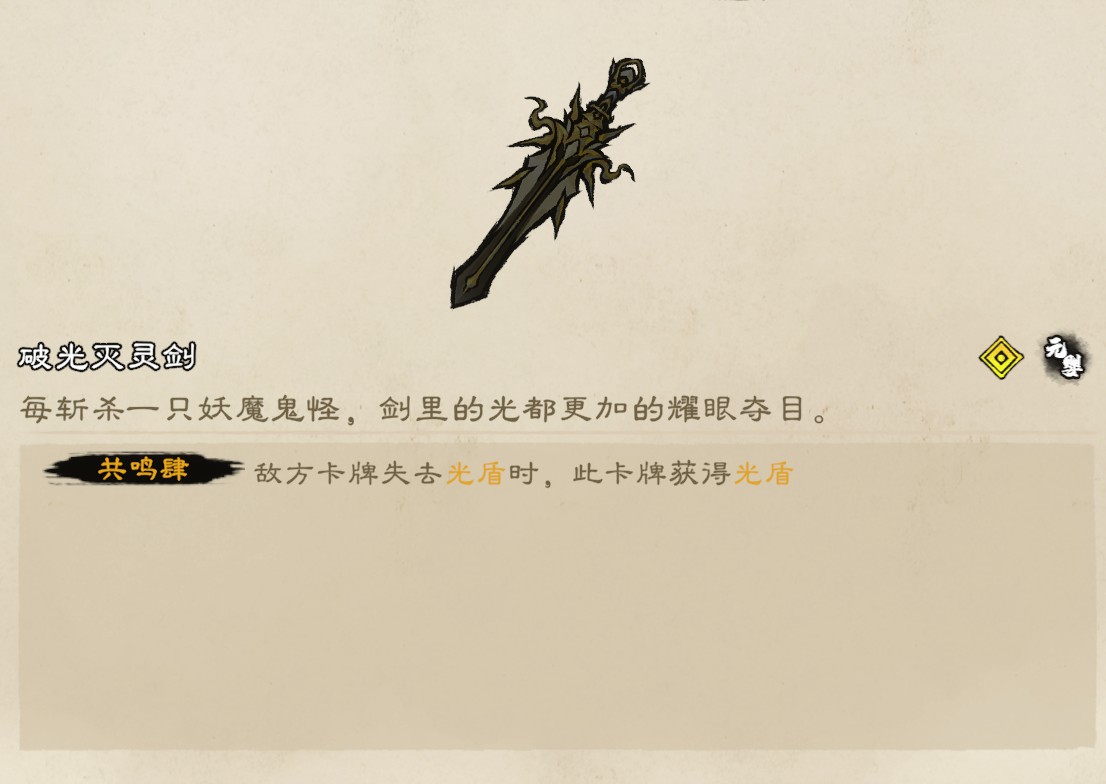 破光灭灵剑
元婴
每斩杀一只妖魔鬼怪，剑里的光都更加的耀眼夺目。
共鸣肆 敌方卡牌失去光盾时，此卡牌获得光盾